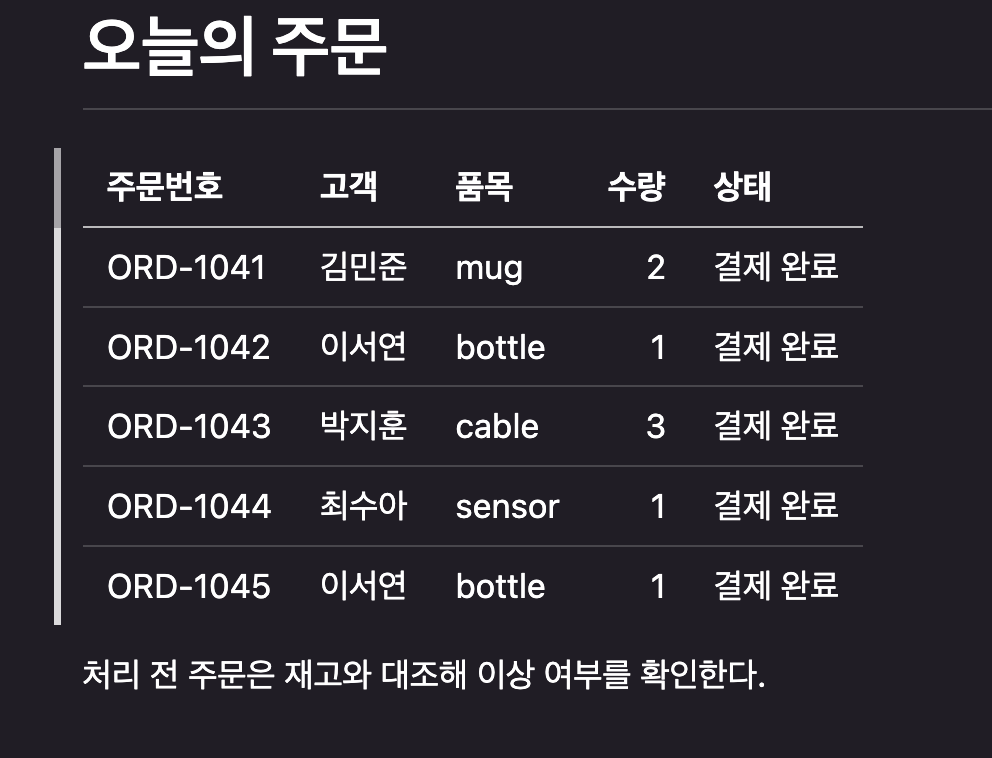 오늘의 주문
주문번호 고객 품목 수량 상태
ORD-1041 김민준 mug 2 결제 완료
ORD-1042 이서연 bottle 1 결제 완료
ORD-1043 박지훈 cable 3 결제 완료
ORD-1044 최수아 sensor 1 결제 완료
ORD-1045 이서연 bottle 1 결제 완료
처리 전 주문은 재고와 대조해 이상 여부를 확인한다.